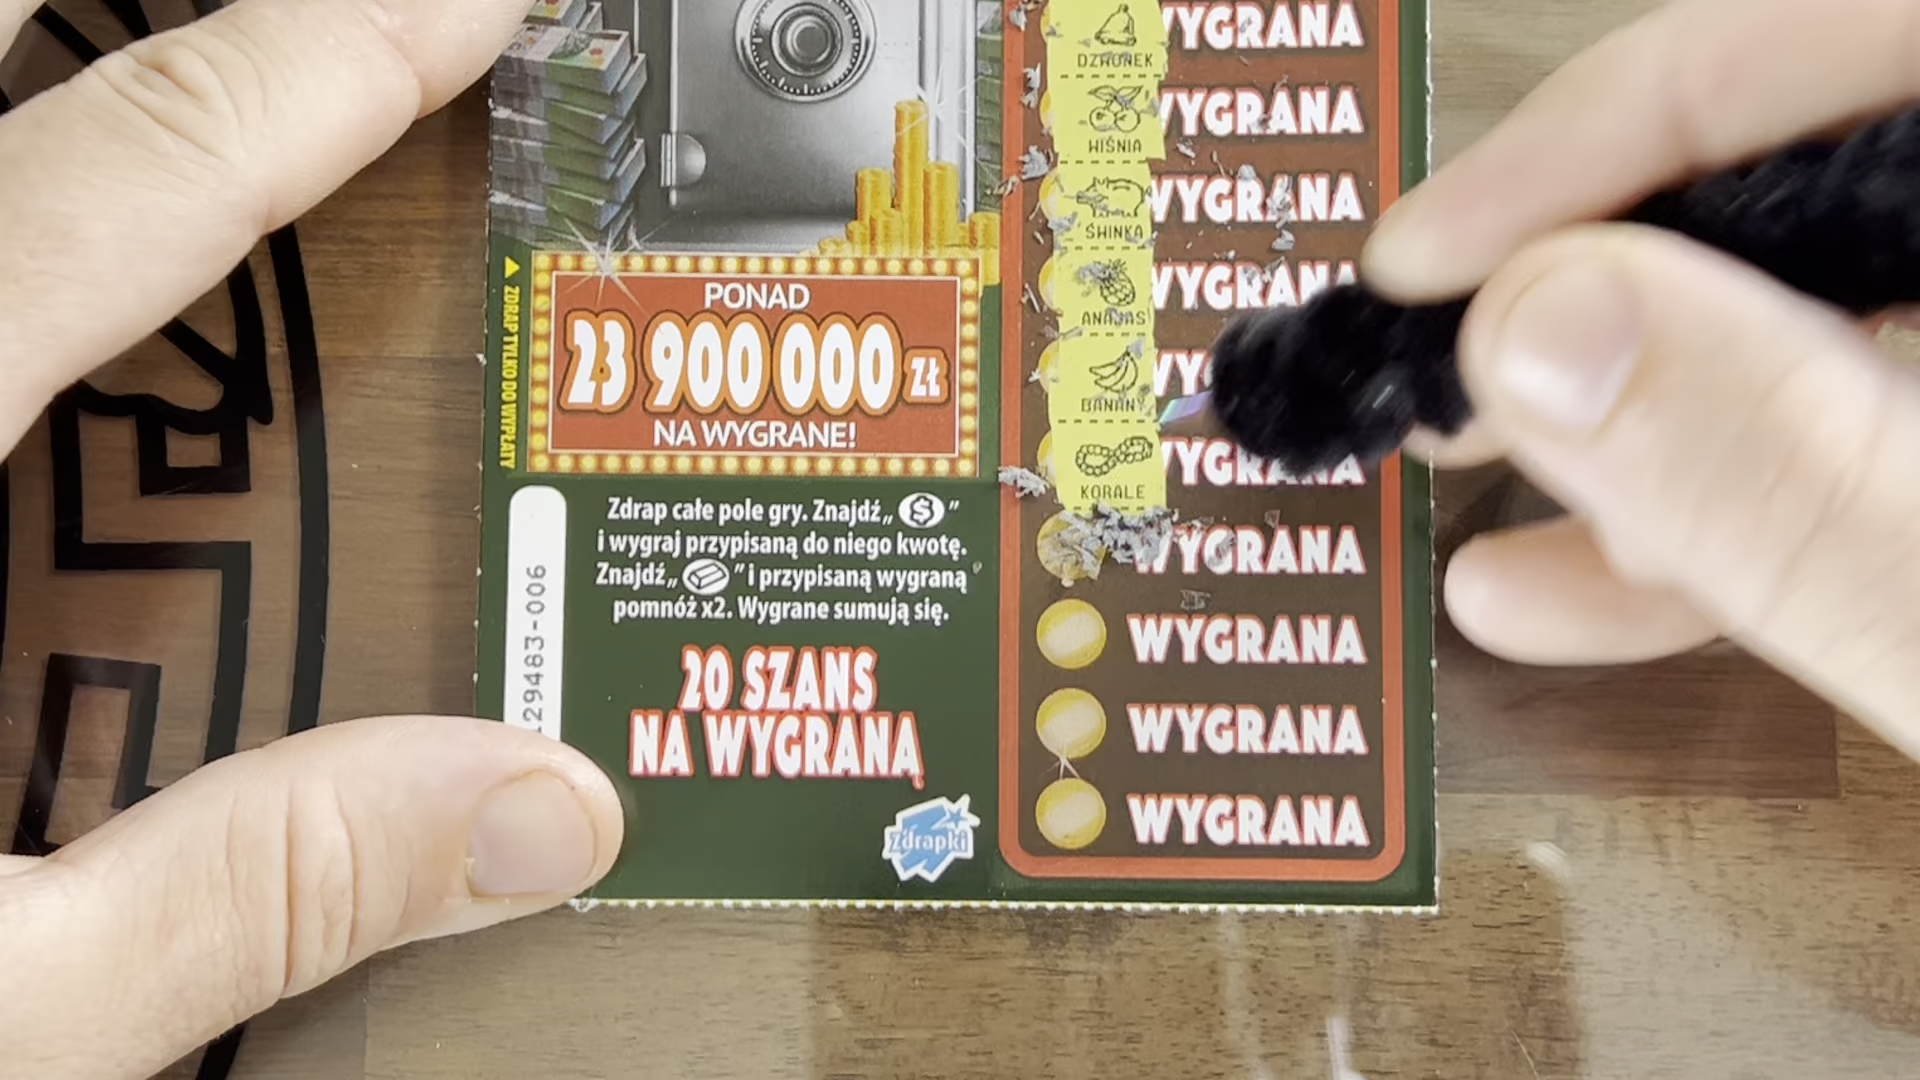 DZWONEK
WYGRANA
WIŚNIA
WYGRANA
ŚWINKA
WYGRANA
ANANAS
WYGRANA
BANANY
KORALE
WYGRANA
WYGRANA
WYGRANA
WYGRANA
WYGRANA
ZDRAP TYLKO DO WYPŁATY
PONAD
23 900 000 ZŁ
NA WYGRANE!
Zdrap całe pole gry. Znajdź „ $ ”
i wygraj przypisaną do niego kwotę.
Znajdź „ ” i przypisaną wygraną
pomnóż x2. Wygrane sumują się.
29483-006
20 SZANS
NA WYGRANĄ
Zdrapki